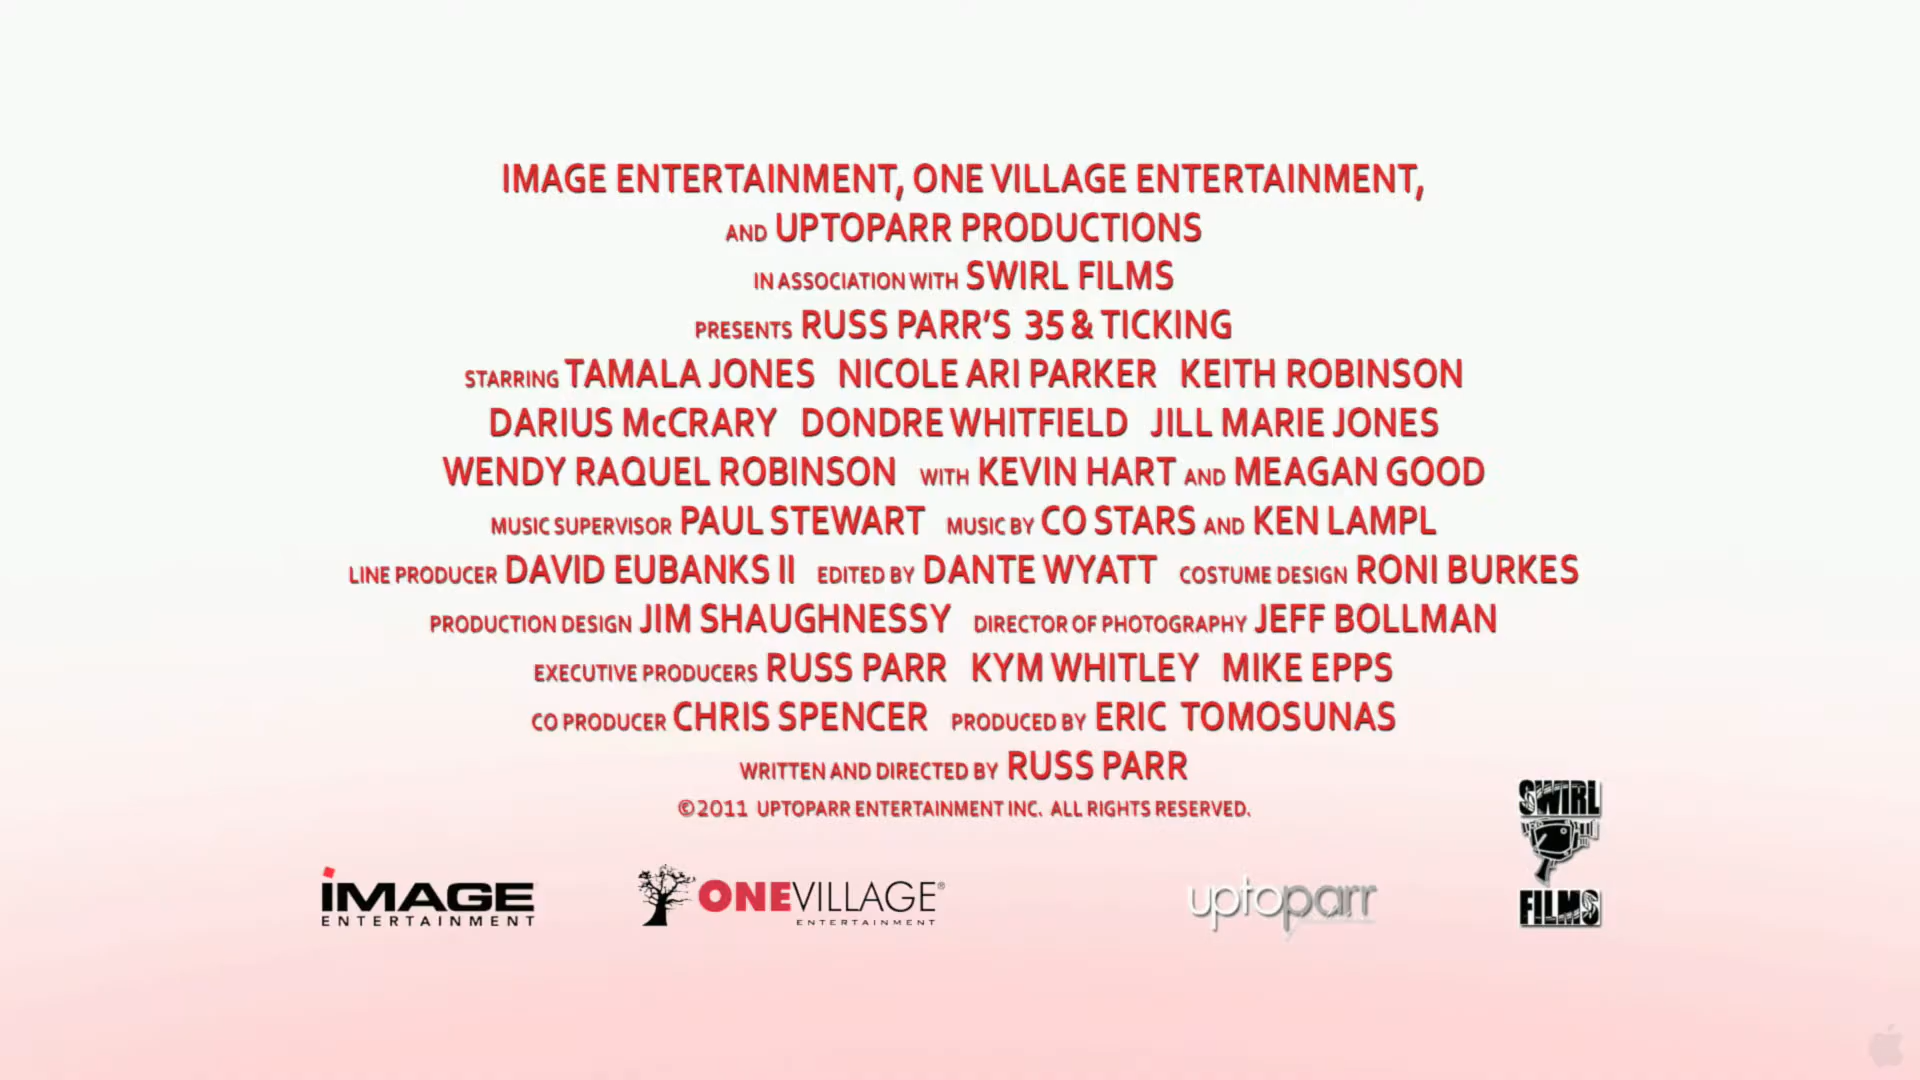 IMAGE ENTERTAINMENT, ONE VILLAGE ENTERTAINMENT,
AND UPTOPARR PRODUCTIONS
IN ASSOCIATION WITH SWIRL FILMS
PRESENTS RUSS PARR'S 35 & TICKING
STARRING TAMALA JONES NICOLE ARI PARKER KEITH ROBINSON
DARIUS McCRARY DONDRE WHITFIELD JILL MARIE JONES
WENDY RAQUEL ROBINSON WITH KEVIN HART AND MEAGAN GOOD
MUSIC SUPERVISOR PAUL STEWART MUSIC BY CO STARS AND KEN LAMPL
LINE PRODUCER DAVID EUBANKS II EDITED BY DANTE WYATT COSTUME DESIGN RONI BURKES
PRODUCTION DESIGN JIM SHAUGHNESSY DIRECTOR OF PHOTOGRAPHY JEFF BOLLMAN
EXECUTIVE PRODUCERS RUSS PARR KYM WHITLEY MIKE EPPS
CO PRODUCER CHRIS SPENCER PRODUCED BY ERIC TOMOSUNAS
WRITTEN AND DIRECTED BY RUSS PARR
©2011 UPTOPARR ENTERTAINMENT INC. ALL RIGHTS RESERVED.
iMAGE
ENTERTAINMENT
ONEVILLAGE®
ENTERTAINMENT
uptoparr
SWIRL
FILMS